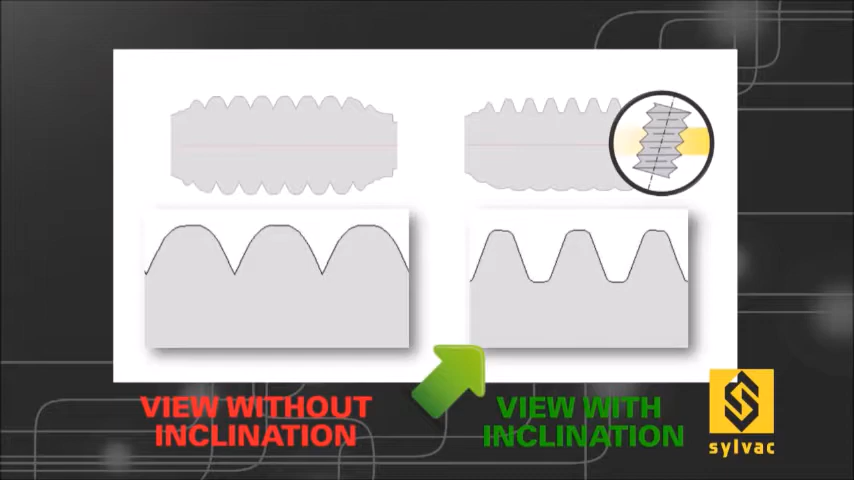 VIEW WITHOUT
INCLINATION
VIEW WITH
INCLINATION
sylvac